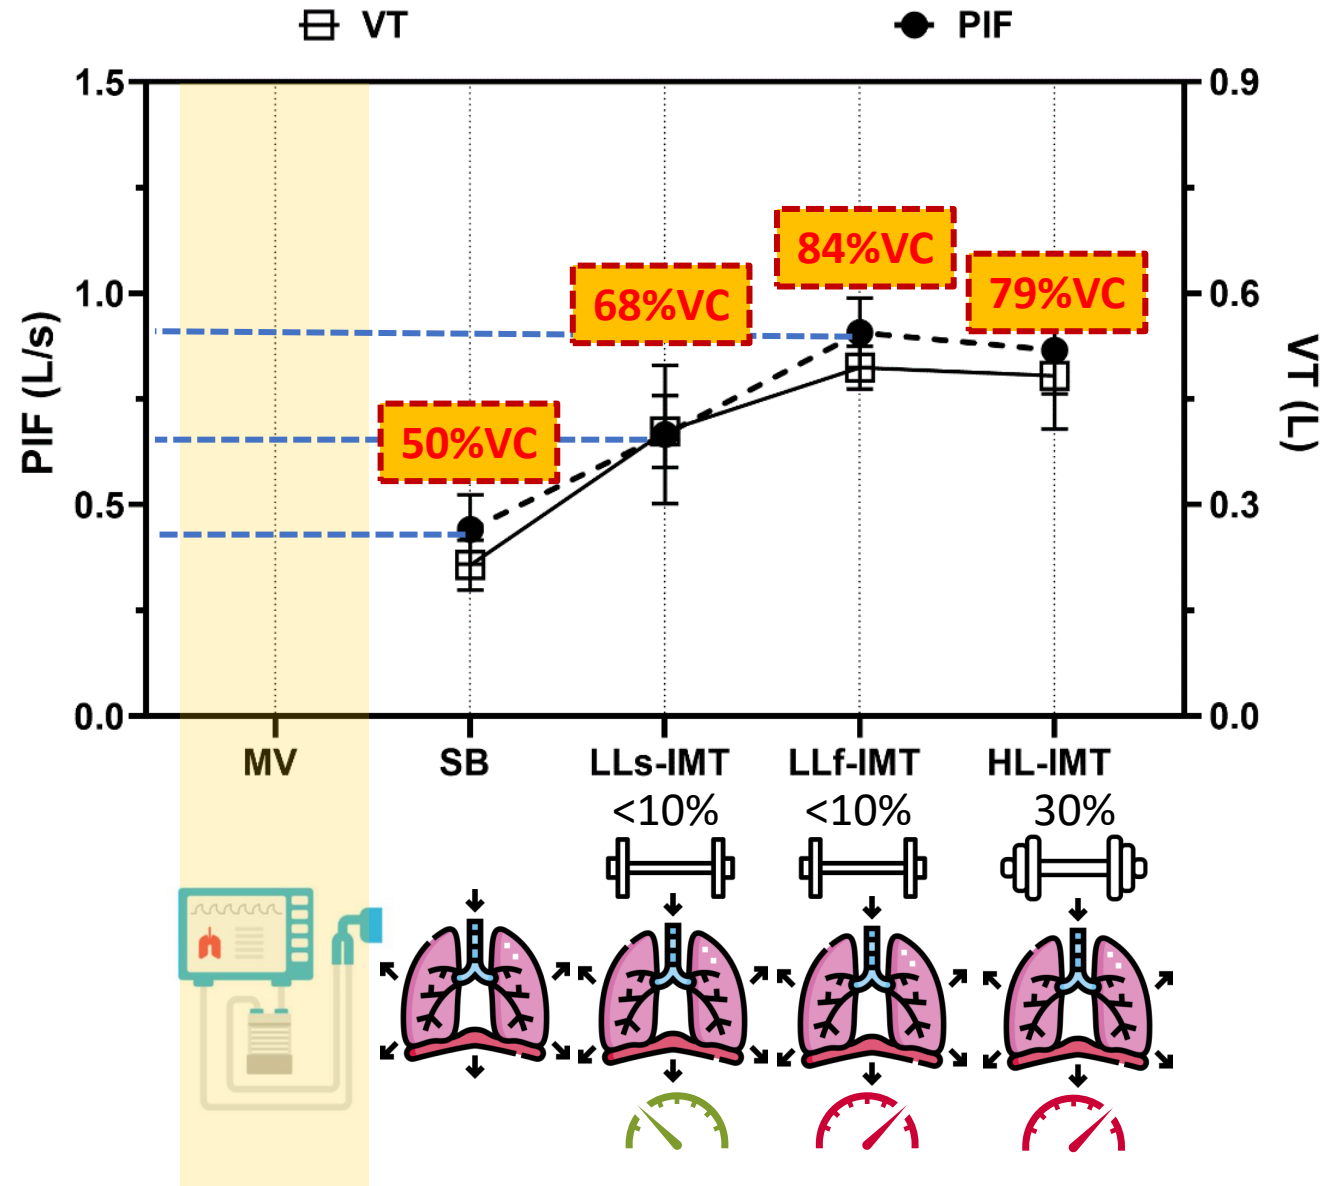 VT
PIF
1.5
1.0
0.5
0.0
PIF (L/s)
0.9
0.6
0.3
0.0
VT (L)
50%VC
68%VC
84%VC
79%VC
MV
SB
LLs-IMT
LLf-IMT
HL-IMT
<10%
<10%
30%